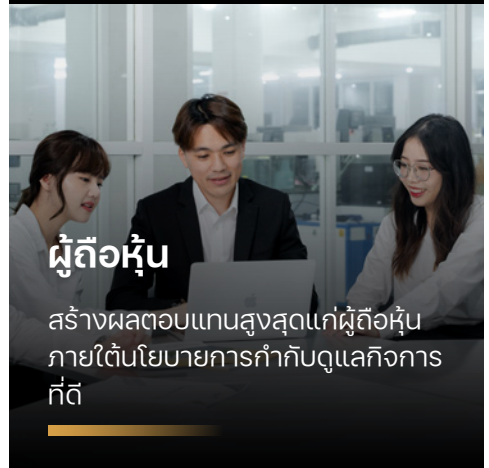 ผู้ถือหุ้น
สร้างผลตอบแทนสูงสุดแก่ผู้ถือหุ้น
ภายใต้นโยบายการกำกับดูแลกิจการ
ที่ดี